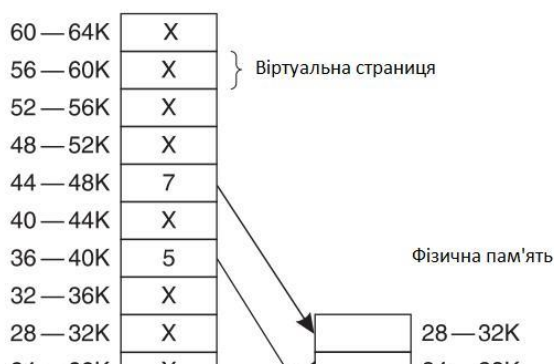 60—64K X
56—60K X Віртуальна страниця
52—56K X
48—52K X
44—48K 7
40—44K X
36—40K 5 Фізична пам'ять
32—36K X
28—32K X 28—32K